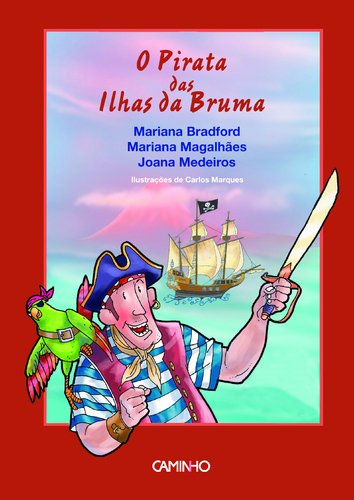 O Pirata
das
Ilhas da Bruma
Mariana Bradford
Mariana Magalhães
Joana Medeiros
Ilustrações de Carlos Marques
CAMINHO